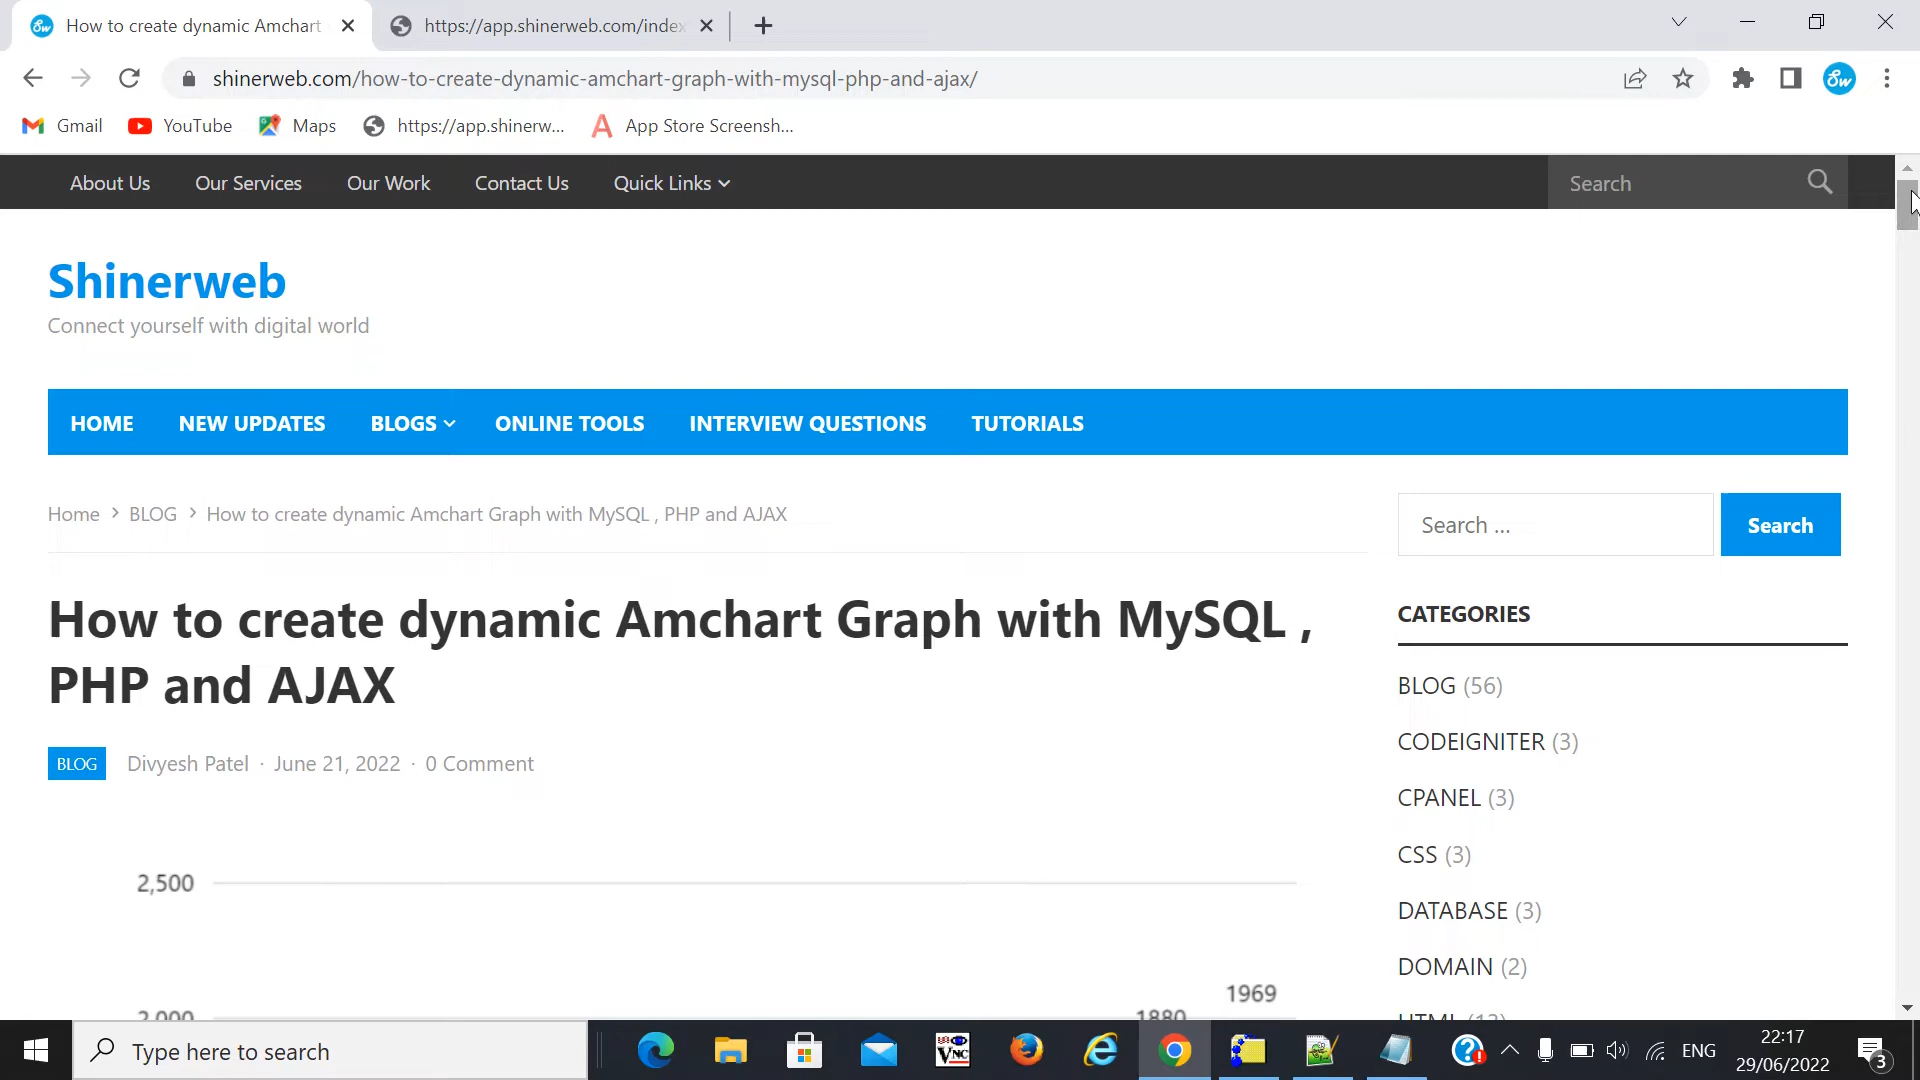 How to create dynamic Amchart
https://app.shinerweb.com/index
shinerweb.com/how-to-create-dynamic-amchart-graph-with-mysql-php-and-ajax/
Sw
Gmail
YouTube
Maps
https://app.shinerw...
App Store Screensh...
About Us
Our Services
Our Work
Contact Us
Quick Links
Search
Shinerweb
Connect yourself with digital world
HOME
NEW UPDATES
BLOGS
ONLINE TOOLS
INTERVIEW QUESTIONS
TUTORIALS
Home > BLOG > How to create dynamic Amchart Graph with MySQL , PHP and AJAX
Search ...
Search
How to create dynamic Amchart Graph with MySQL ,
PHP and AJAX
BLOG
Divyesh Patel · June 21, 2022 · 0 Comment
CATEGORIES
BLOG (56)
CODEIGNITER (3)
CPANEL (3)
CSS (3)
DATABASE (3)
DOMAIN (2)
2,500
1969
1880
2,000
Type here to search
VNC
ENG
22:17
29/06/2022
3